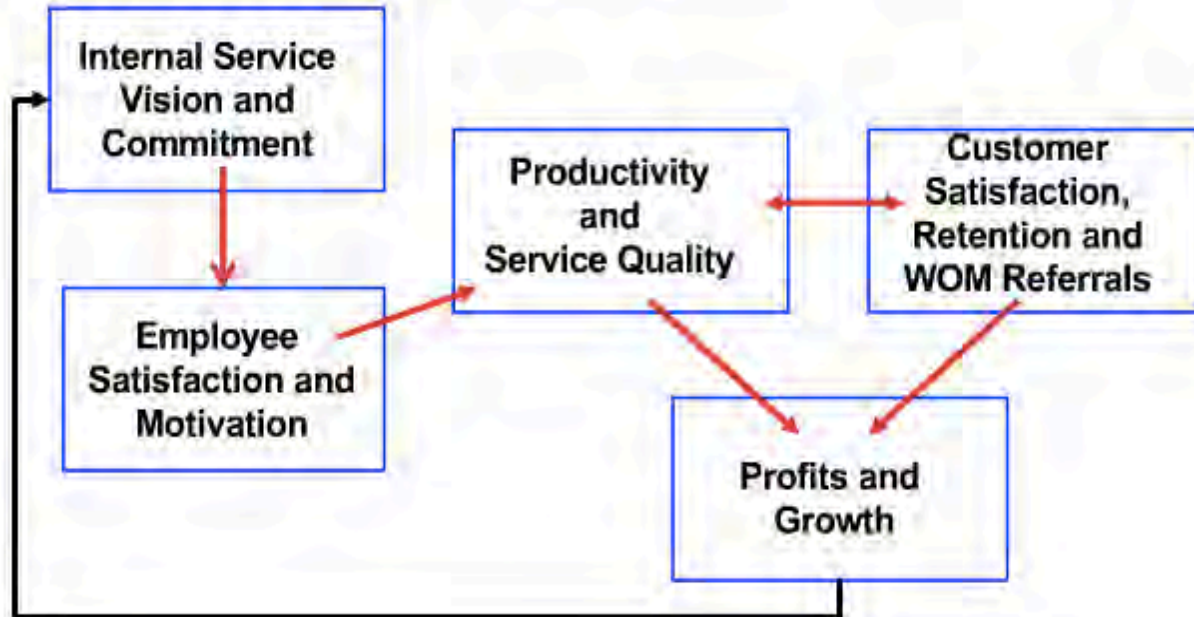 Internal Service
Vision and
Commitment
Employee
Satisfaction and
Motivation
Productivity
and
Service Quality
Customer
Satisfaction,
Retention and
WOM Referrals
Profits and
Growth